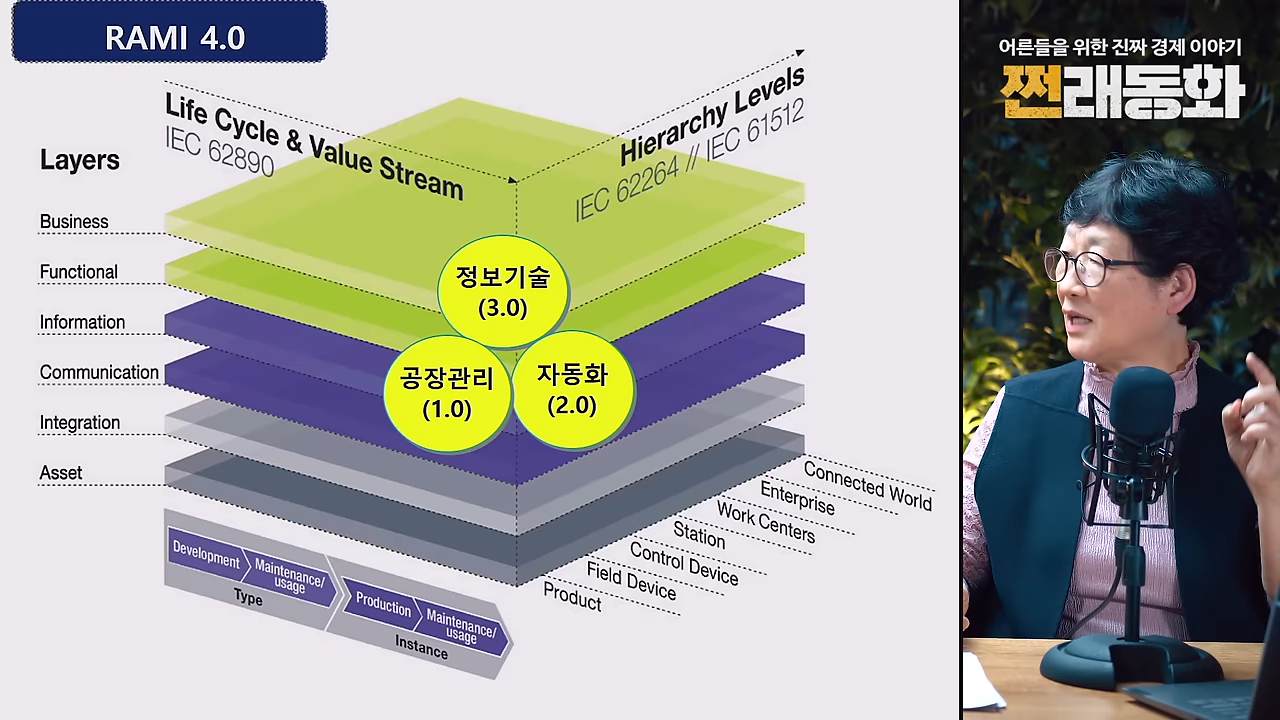 RAMI 4.0
어른들을 위한 진짜 경제 이야기
쩐래동화
Life Cycle & Value Stream
IEC 62890
Hierarchy Levels
IEC 62264 // IEC 61512
Layers
Business
Functional
Information
Communication
Integration
Asset
정보기술
(3.0)
공장관리
(1.0)
자동화
(2.0)
Connected World
Enterprise
Work Centers
Station
Control Device
Field Device
Product
Development
Maintenance/
usage
Production
Maintenance/
usage
Type
Instance